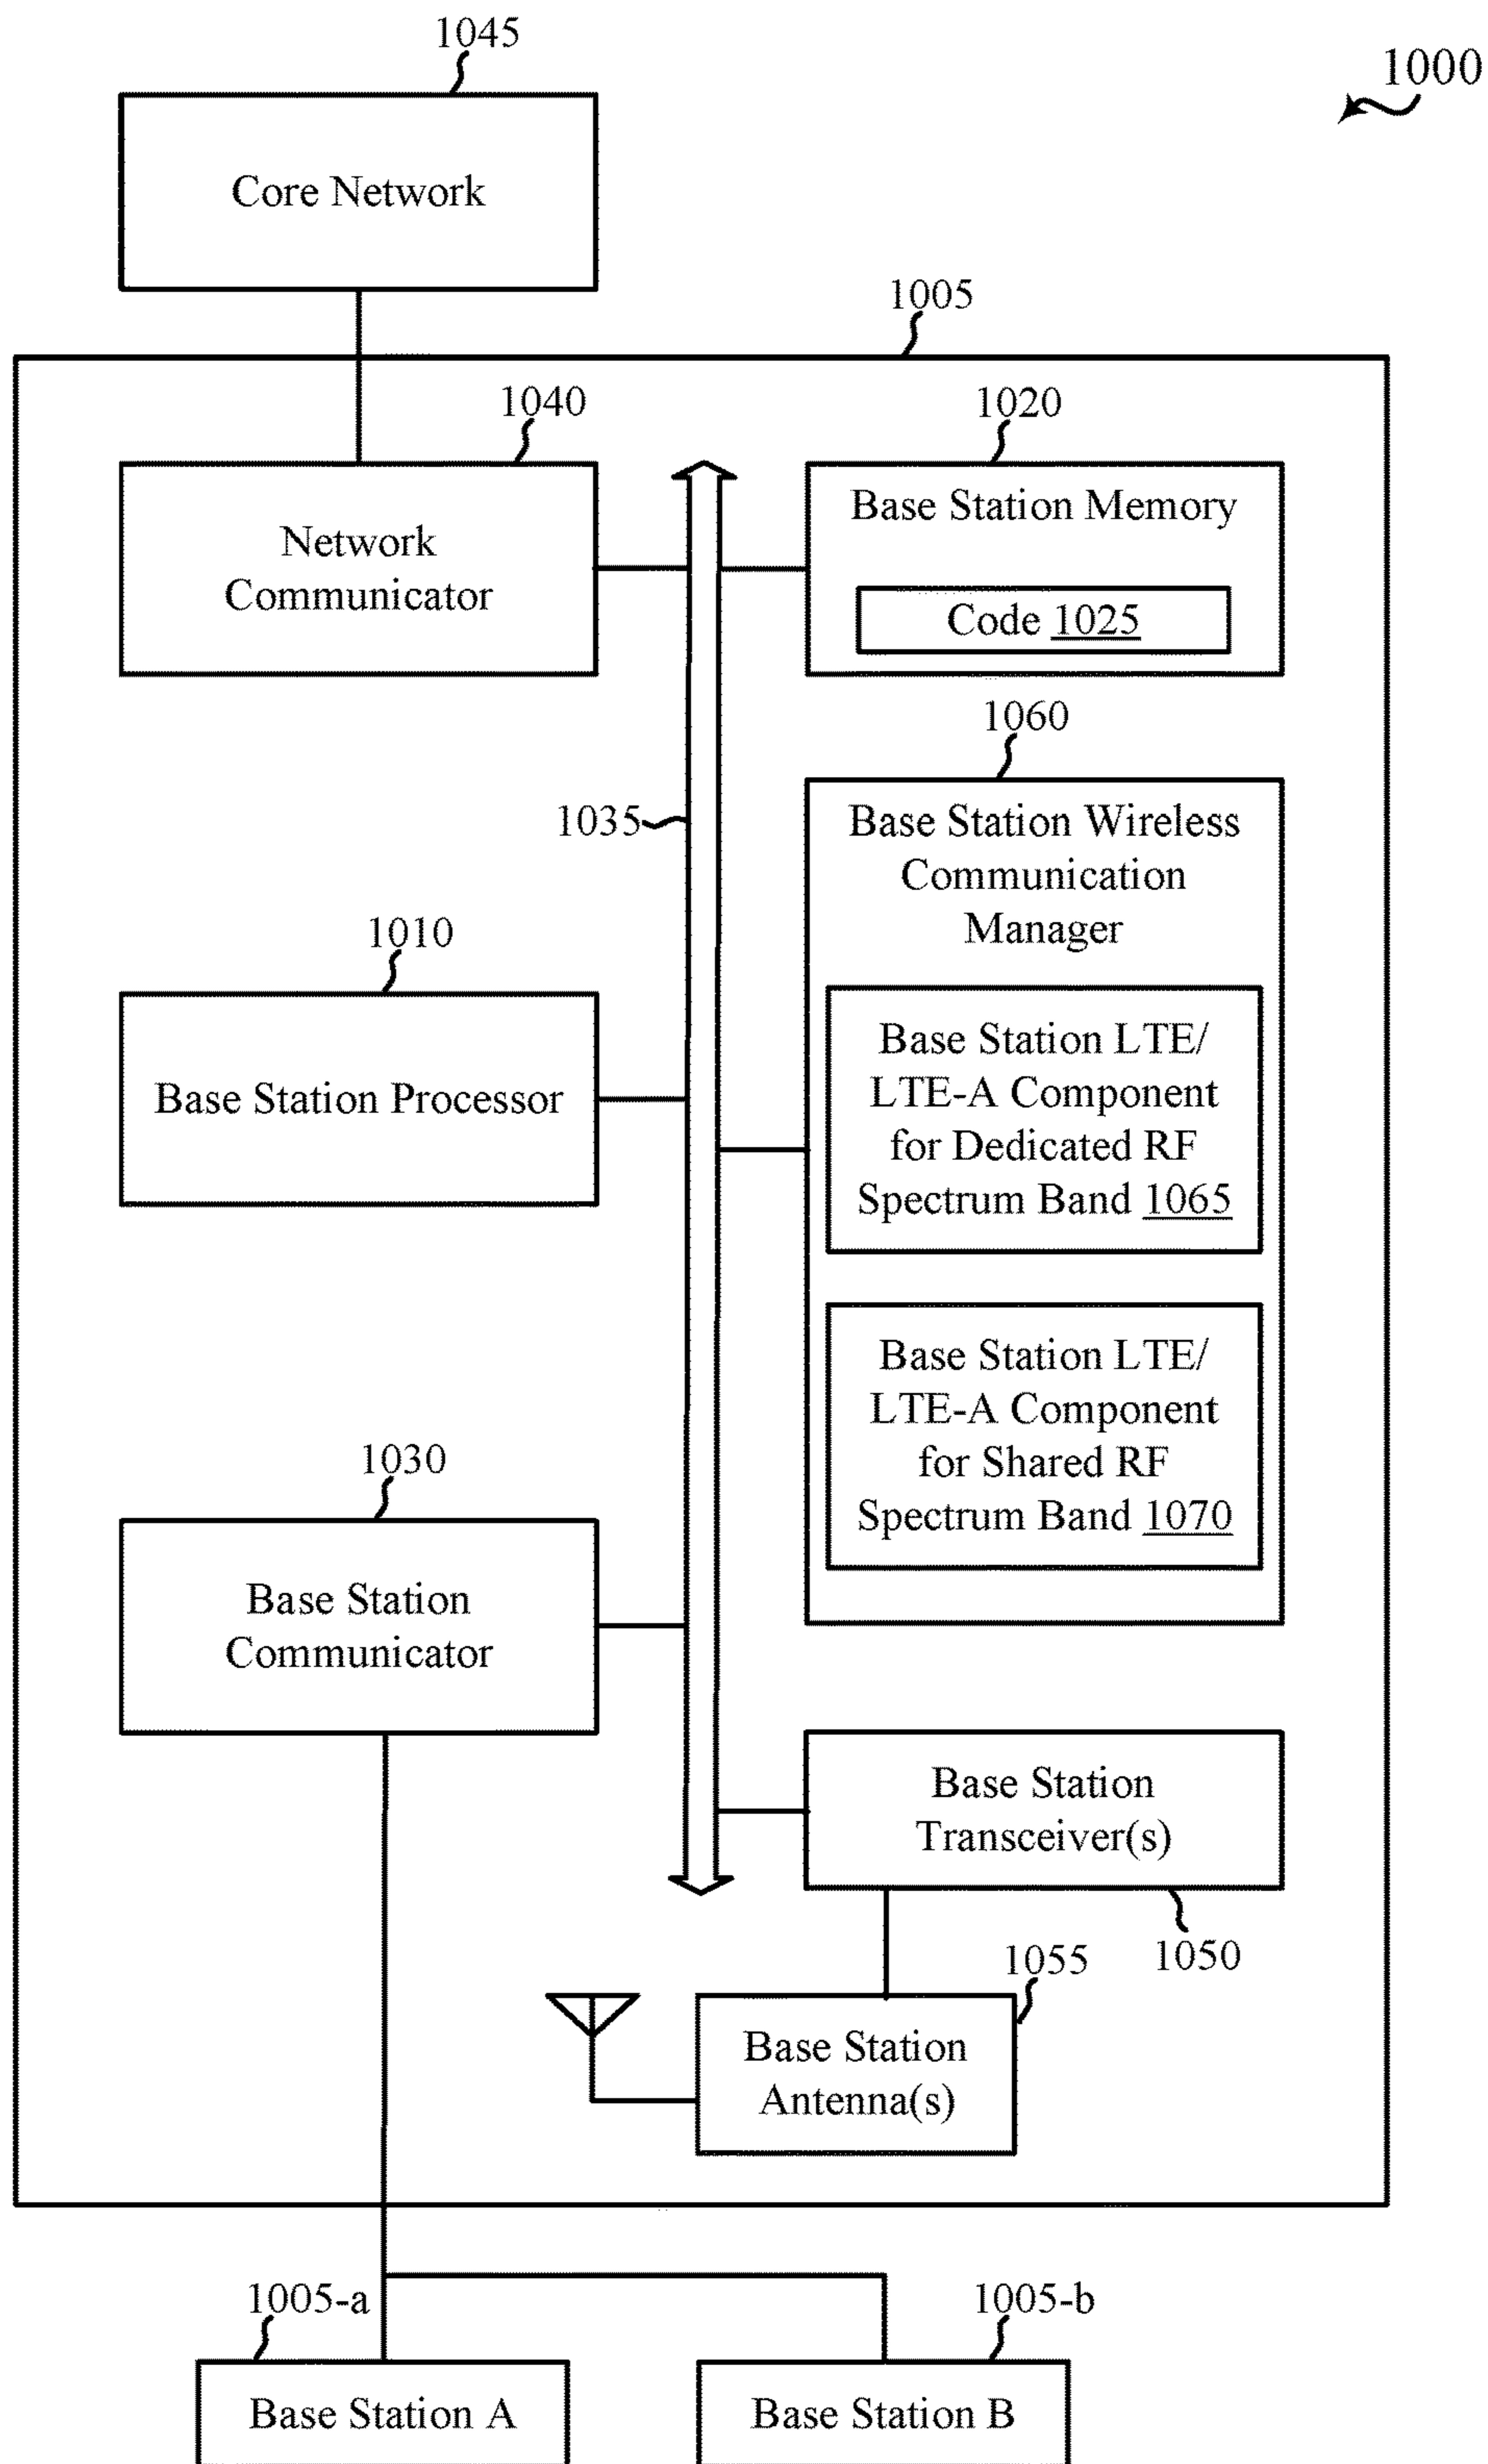 1045
1000
Core Network
1005
1040
1020
Network
Communicator
Base Station Memory
Code 1025
1060
1035
Base Station Wireless
Communication
Manager
1010
Base Station Processor
Base Station LTE/
LTE-A Component
for Dedicated RF
Spectrum Band 1065
Base Station LTE/
LTE-A Component
for Shared RF
Spectrum Band 1070
1030
Base Station
Communicator
Base Station
Transceiver(s)
1050
1055
Base Station
Antenna(s)
1005-a
1005-b
Base Station A
Base Station B